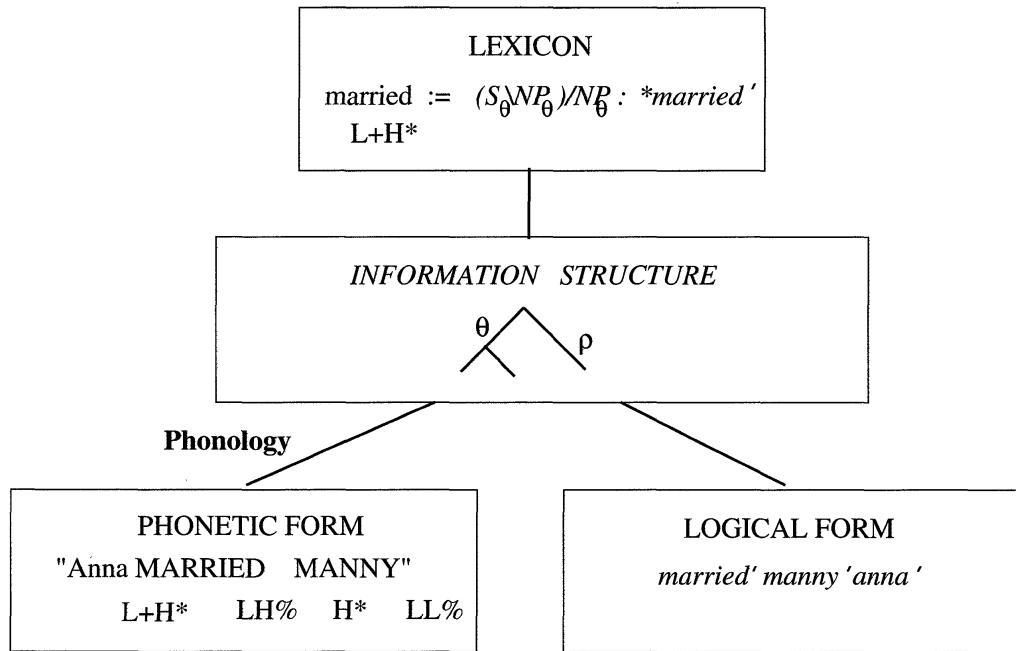 LEXICON
married := (S_θ\NP_θ)/NP_θ : *married′
L+H*
INFORMATION STRUCTURE
θ
ρ
Phonology
PHONETIC FORM
"Anna MARRIED MANNY"
L+H* LH% H* LL%
LOGICAL FORM
married′ manny ′anna ′